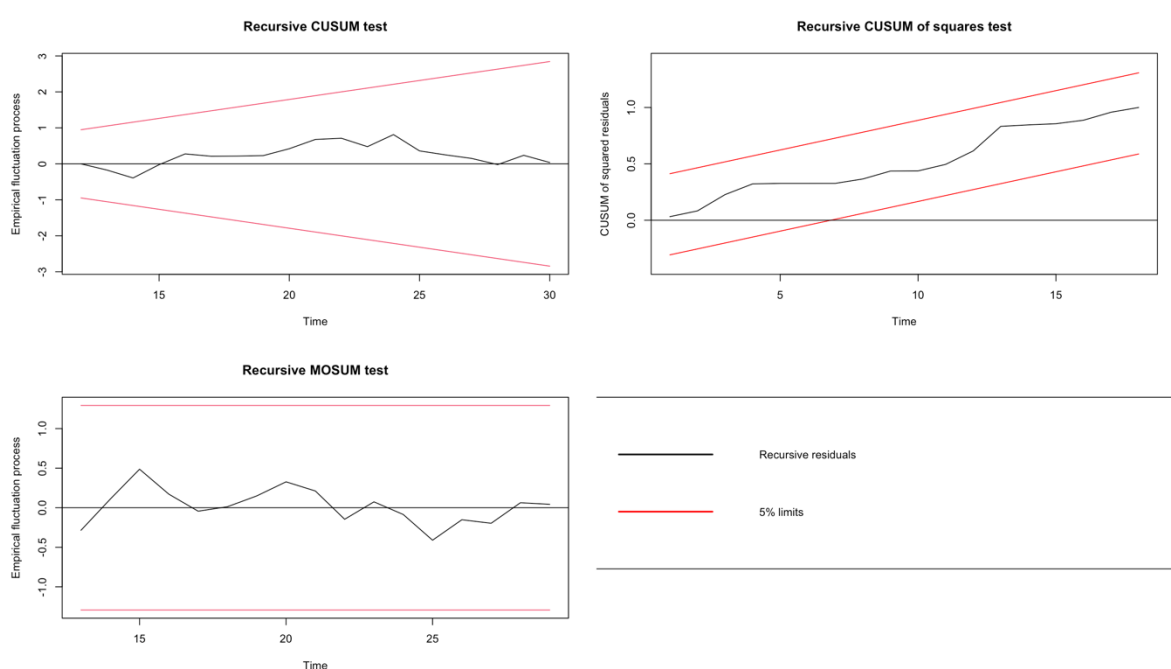 Recursive CUSUM test
Empirical fluctuation process
3
2
1
0
-1
-2
-3
15 20 25 30
Time
Recursive CUSUM of squares test
CUSUM of squared residuals
1.0
0.5
0.0
5 10 15
Time
Recursive MOSUM test
Empirical fluctuation process
1.0
0.5
0.0
-0.5
-1.0
15 20 25
Time
Recursive residuals
5% limits